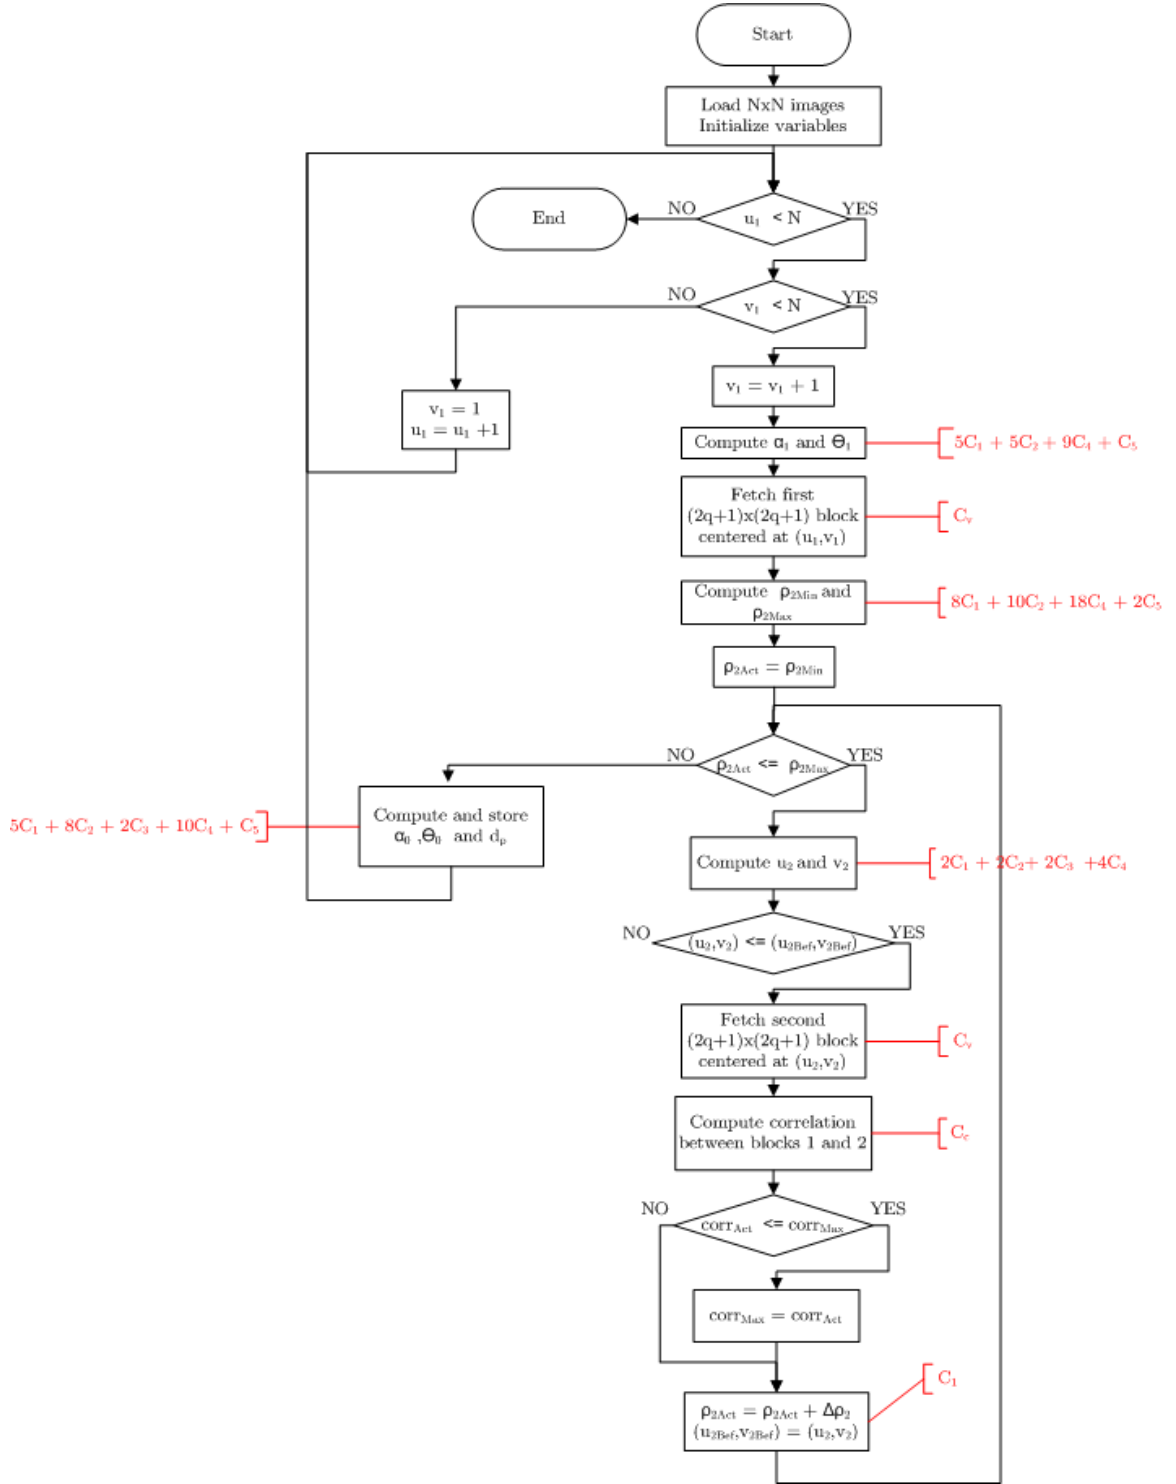 Start
Load NxN images
Initialize variables
NO
u₁ < N
YES
End
NO
v₁ < N
YES
v₁ = v₁ + 1
v₁ = 1
u₁ = u₁ +1
Compute α₁ and Θ₁
5C₁ + 5C₂ + 9C₄ + C₅
Fetch first
(2q+1)x(2q+1) block
centered at (u₁,v₁)
Cᵥ
Compute ρ₂Min and
ρ₂Max
8C₁ + 10C₂ + 18C₄ + 2C₅
ρ₂Act = ρ₂Min
NO
ρ₂Act <= ρ₂Max
YES
Compute and store
α₀ ,Θ₀ and dₚ
5C₁ + 8C₂ + 2C₃ + 10C₄ + C₅
Compute u₂ and v₂
2C₁ + 2C₂+ 2C₃ +4C₄
NO
(u₂,v₂) <= (u₂Bef,v₂Bef)
YES
Fetch second
(2q+1)x(2q+1) block
centered at (u₂,v₂)
Cᵥ
Compute correlation
between blocks 1 and 2
C_c
NO
corrAct <= corrMax
YES
corrMax = corrAct
C₁
ρ₂Act = ρ₂Act + Δρ₂
(u₂Bef,v₂Bef) = (u₂,v₂)